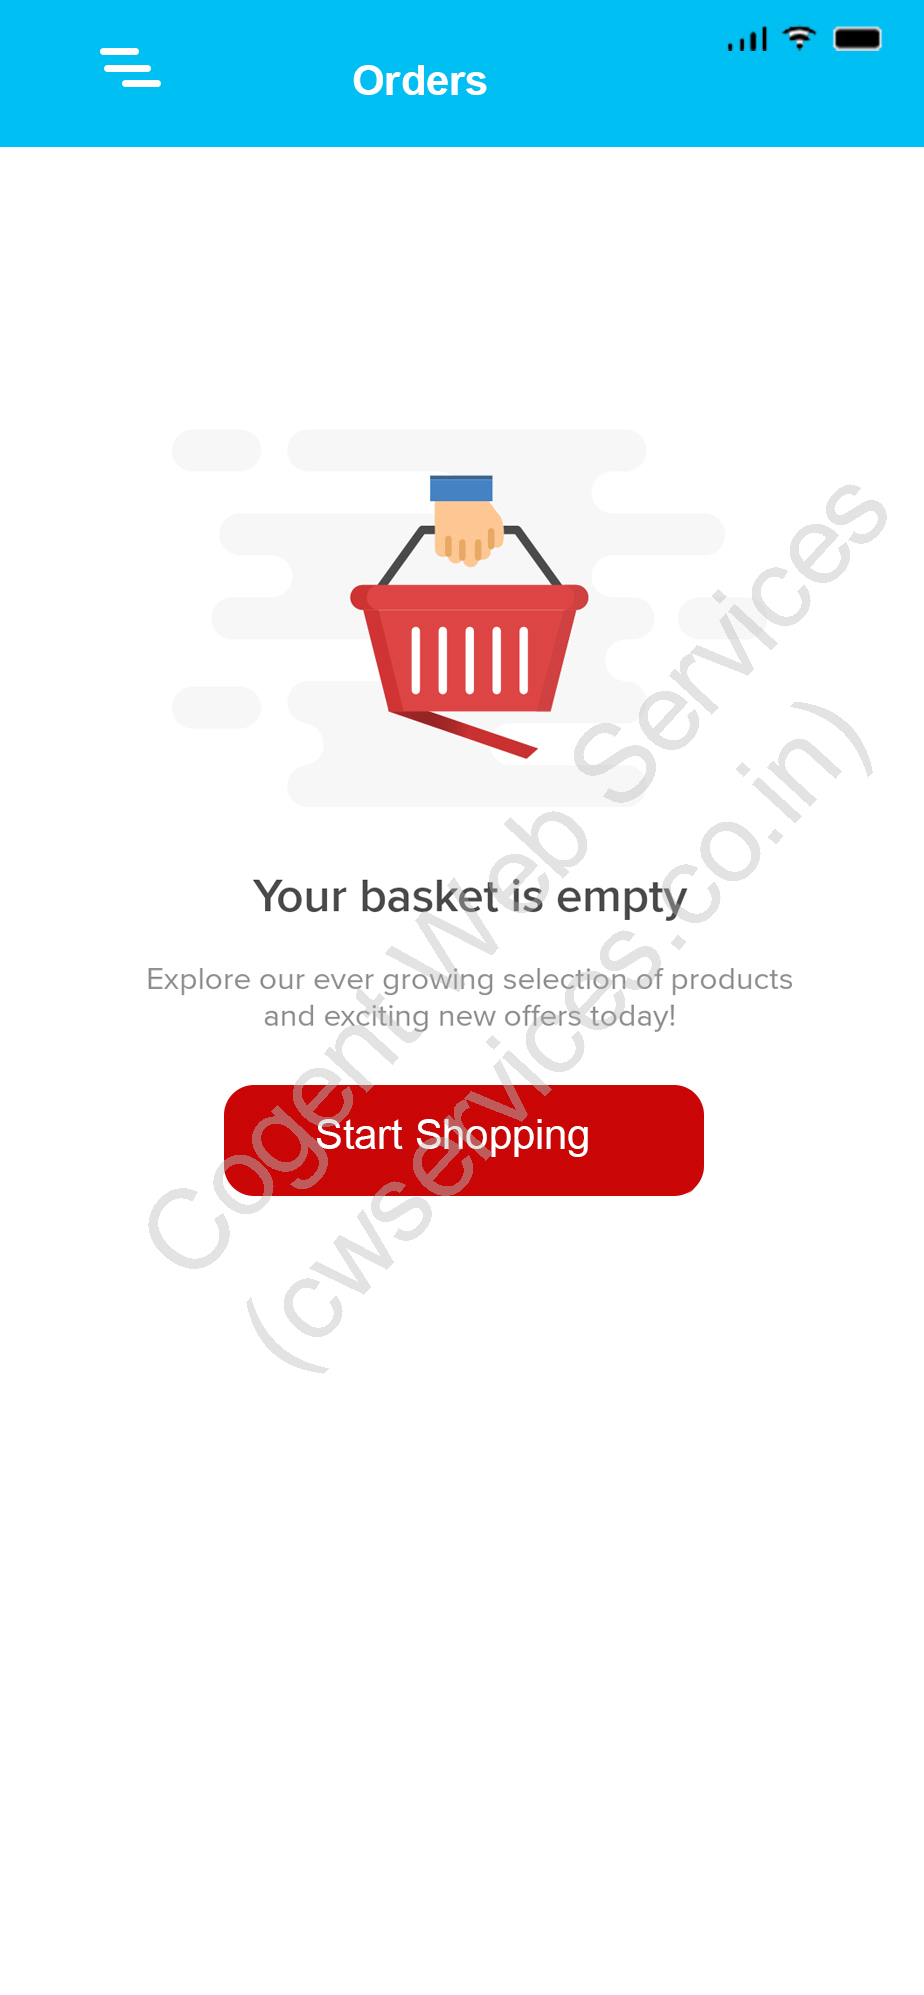 Orders
Your basket is empty
Explore our ever growing selection of products
and exciting new offers today!
Start Shopping
Cogent Web Services
(cwservices.co.in)